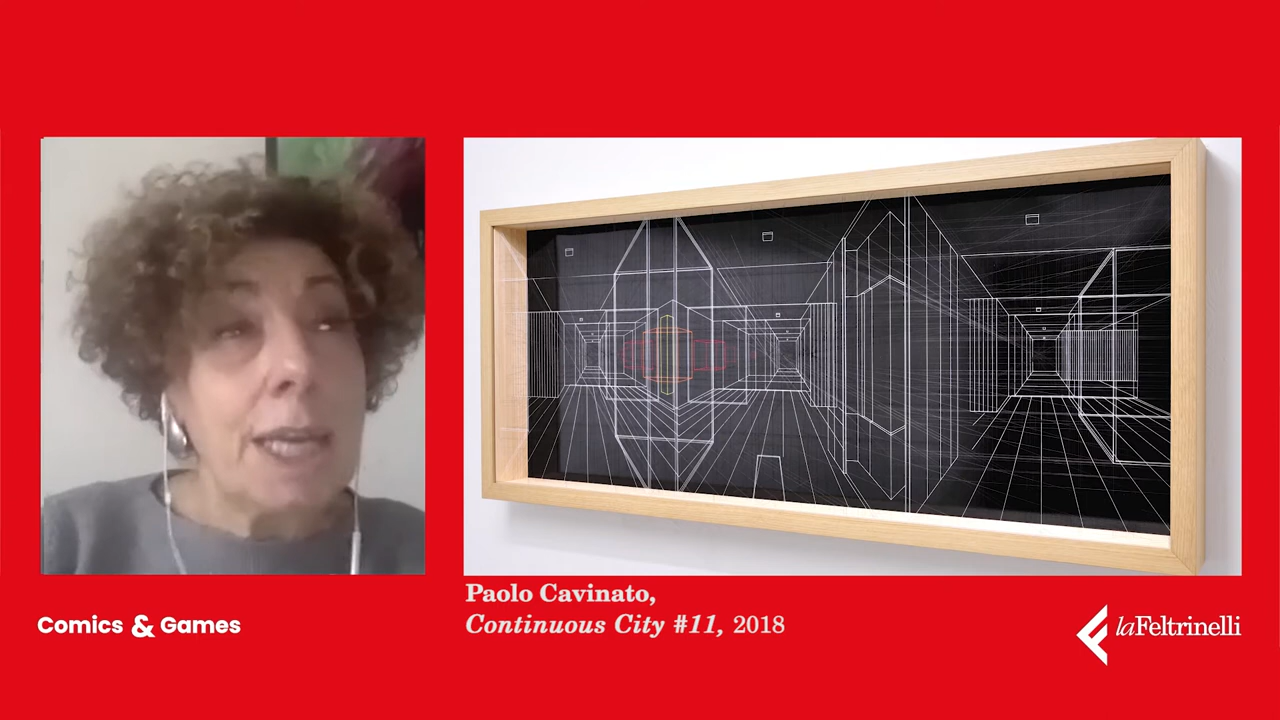 Paolo Cavinato,
Continuous City #11, 2018
Comics & Games
laFeltrinelli